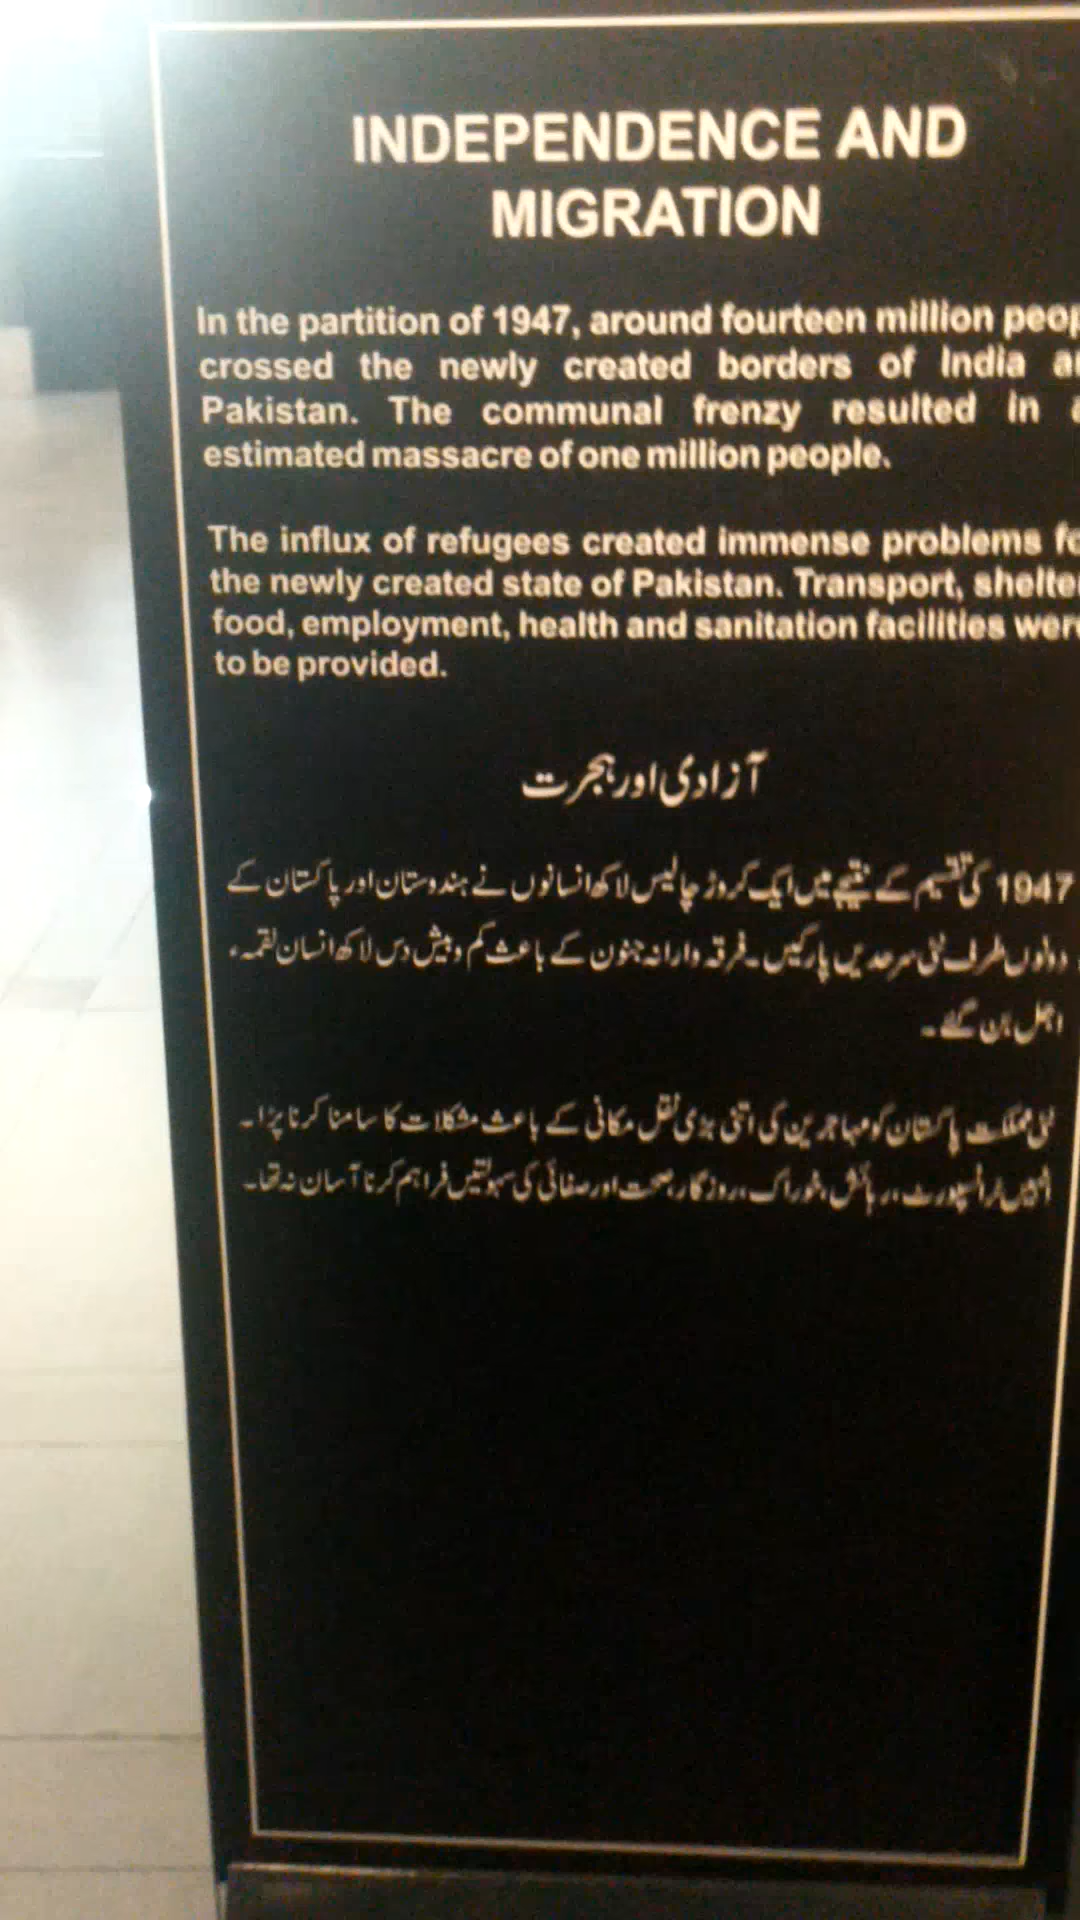 INDEPENDENCE AND
MIGRATION
In the partition of 1947, around fourteen million peop
crossed the newly created borders of India a
Pakistan. The communal frenzy resulted in a
estimated massacre of one million people.
The influx of refugees created immense problems fo
the newly created state of Pakistan. Transport, shelte
food, employment, health and sanitation facilities were
to be provided.
آزادی اور ہجرت
1947 کی تقسیم کے نتیجے میں ایک کروڑ چالیس لاکھ انسانوں نے ہندوستان اور پاکستان کے
دونوں طرف نئی سرحدیں پار کیں۔ فرقہ وارانہ جنون کے باعث کم و بیش دس لاکھ انسان لقمہء
اجل بن گئے۔
نئی مملکت پاکستان کو مہاجرین کی اتنی بڑی نقل مکانی کے باعث مشکلات کا سامنا کرنا پڑا۔
انہیں ٹرانسپورٹ، رہائش، خوراک، روزگار، صحت اور صفائی کی سہولتیں فراہم کرنا آسان نہ تھا۔